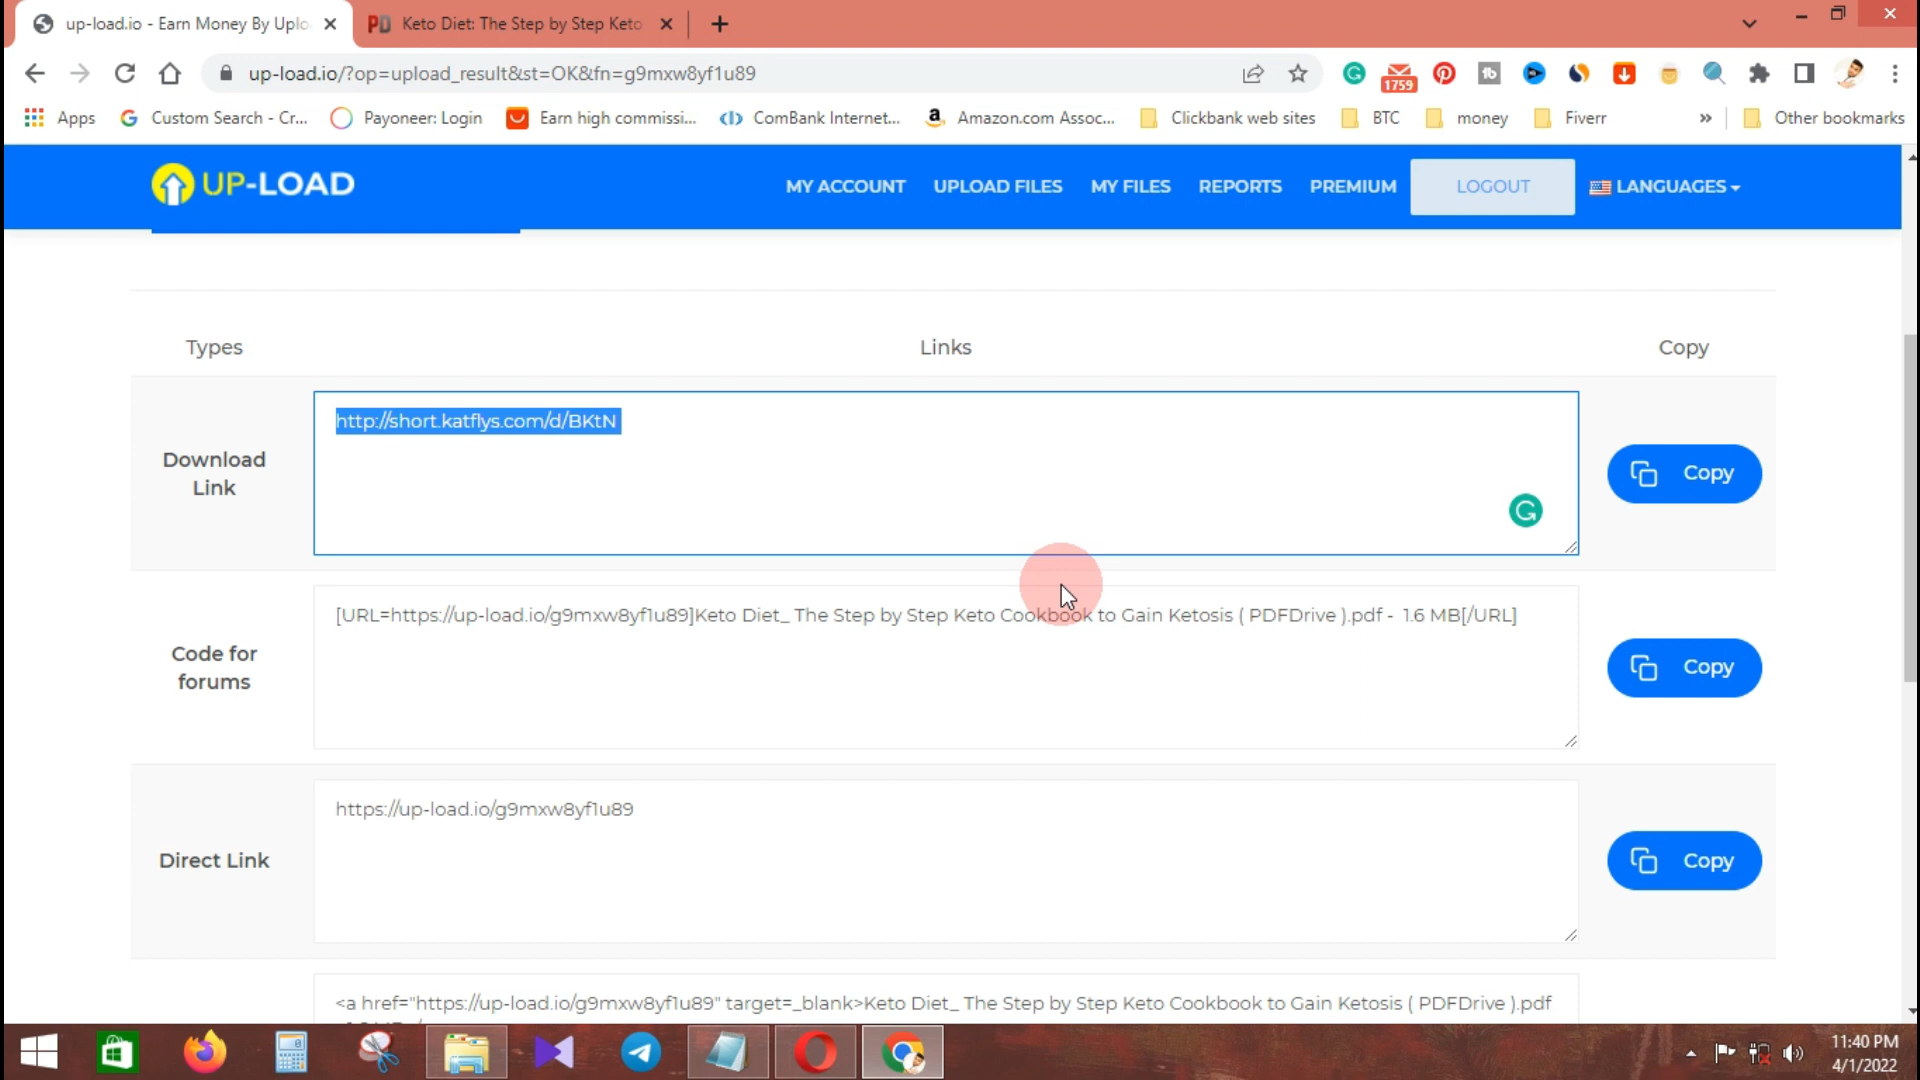 up-load.io - Earn Money By Uplo
Keto Diet: The Step by Step Keto
up-load.io/?op=upload_result&st=OK&fn=g9mxw8yf1u89
1759
Apps
Custom Search - Cr...
Payoneer: Login
Earn high commissi...
ComBank Internet...
Amazon.com Assoc...
Clickbank web sites
BTC
money
Fiverr
»
Other bookmarks
UP-LOAD
MY ACCOUNT
UPLOAD FILES
MY FILES
REPORTS
PREMIUM
LOGOUT
LANGUAGES
Types
Links
Copy
Download
Link
http://short.katflys.com/d/BKtN
Copy
Code for
forums
[URL=https://up-load.io/g9mxw8yf1u89]Keto Diet_ The Step by Step Keto Cookbook to Gain Ketosis ( PDFDrive ).pdf - 1.6 MB[/URL]
Copy
Direct Link
https://up-load.io/g9mxw8yf1u89
Copy
<a href="https://up-load.io/g9mxw8yf1u89" target=_blank>Keto Diet_ The Step by Step Keto Cookbook to Gain Ketosis ( PDFDrive ).pdf
11:40 PM
4/1/2022